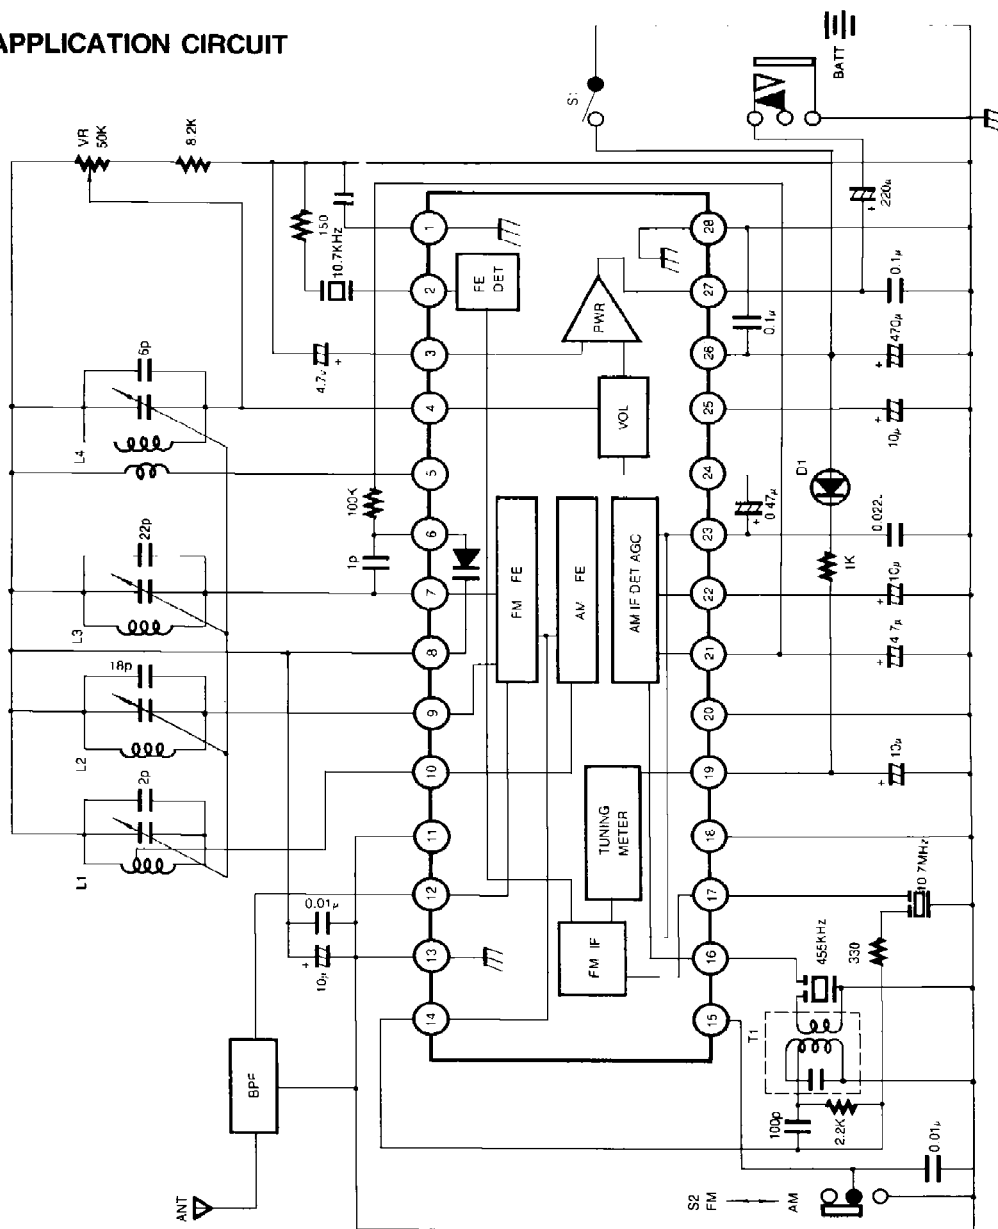 APPLICATION CIRCUIT
VR
50K
8.2K
S1
BATT
220μ
150
10.7KHz
4.7
1
2
3
4
5
6
7
8
9
10
11
12
13
14
FE
DET
PWR
VOL
FM FE
AM FE
AM IF DET AGC
TUNING
METER
FM IF
28
27
26
25
24
23
22
21
20
19
18
17
16
15
0.1μ
0.1μ
470μ
10μ
D1
0.47μ
0.022
1K
10μ
4.7μ
10μ
L4
6p
L3
22p
L2
18p
L1
2p
100K
1p
0.01μ
10μ
BPF
ANT
10.7MHz
455KHz
330
T1
100p
2.2K
0.01μ
S2
FM
AM